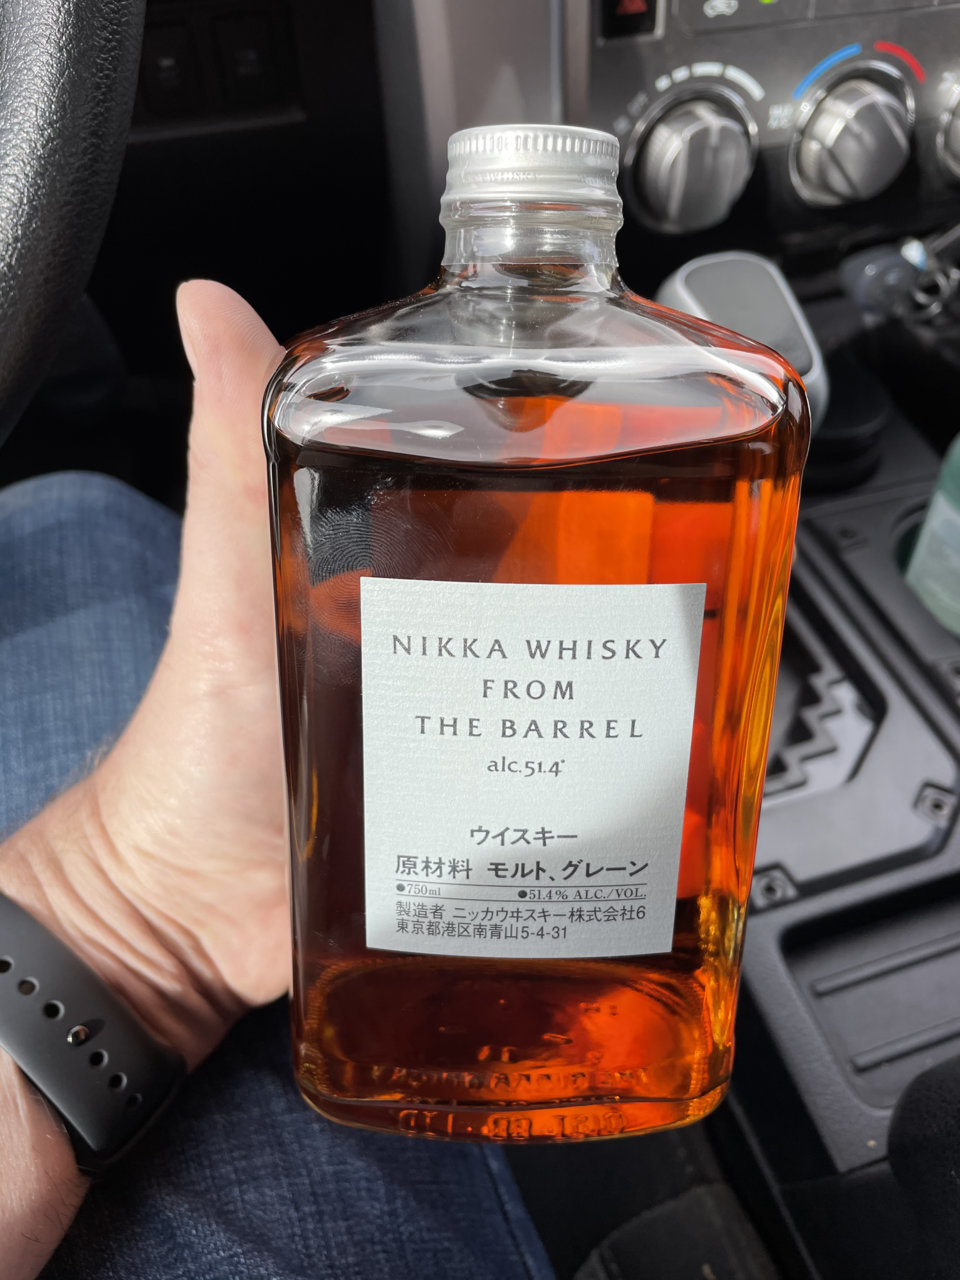 NIKKA WHISKY
FROM
THE BARREL
alc.51.4°
ウイスキー
原材料 モルト、グレーン
●750ml ●51.4% ALC./VOL.
製造者 ニッカウヰスキー株式会社6
東京都港区南青山5-4-31